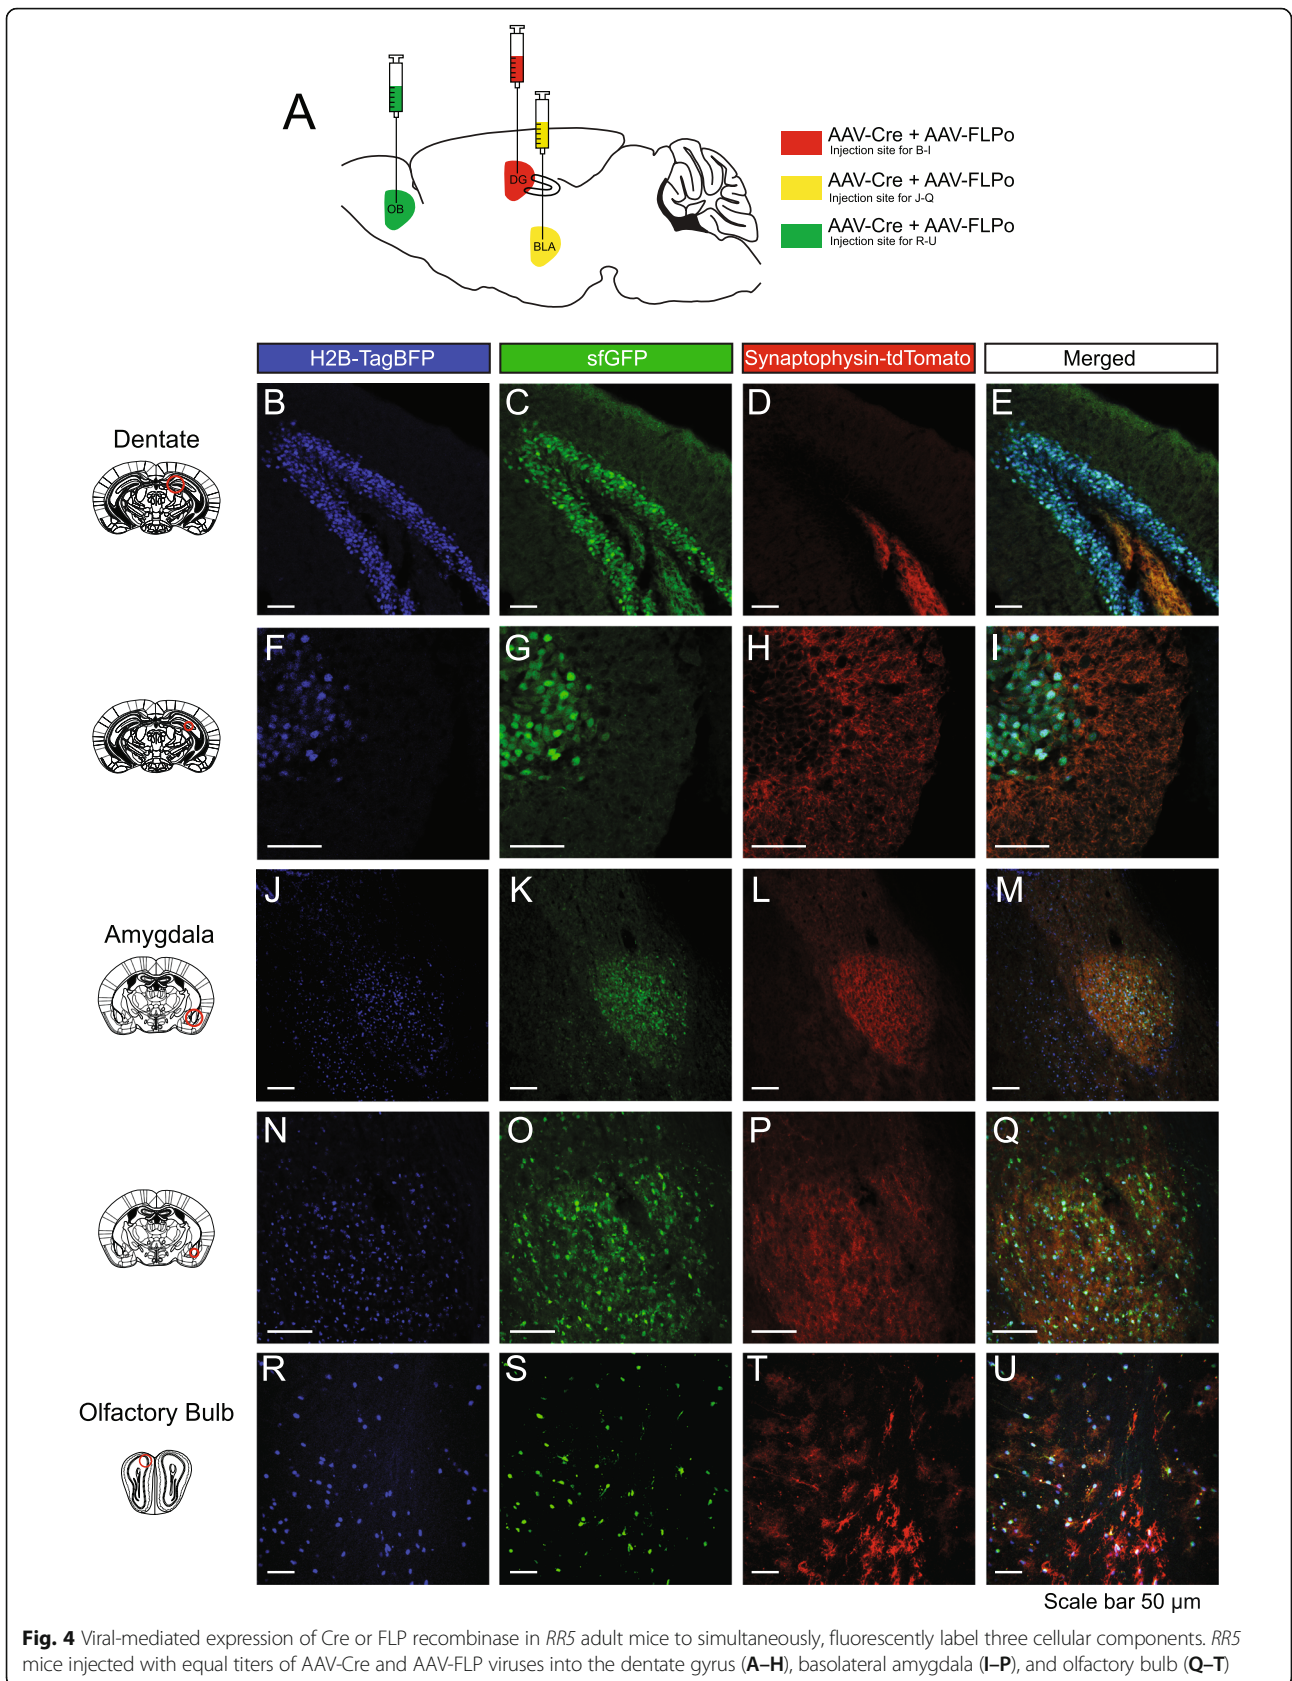 A
OB
DG
BLA
AAV-Cre + AAV-FLPo
Injection site for B-I
AAV-Cre + AAV-FLPo
Injection site for J-Q
AAV-Cre + AAV-FLPo
Injection site for R-U
H2B-TagBFP sfGFP Synaptophysin-tdTomato Merged
Dentate
B C D E
F G H I
Amygdala
J K L M
N O P Q
Olfactory Bulb
R S T U
Scale bar 50 µm
Fig. 4 Viral-mediated expression of Cre or FLP recombinase in RR5 adult mice to simultaneously, fluorescently label three cellular components. RR5
mice injected with equal titers of AAV-Cre and AAV-FLP viruses into the dentate gyrus (A–H), basolateral amygdala (I–P), and olfactory bulb (Q–T)